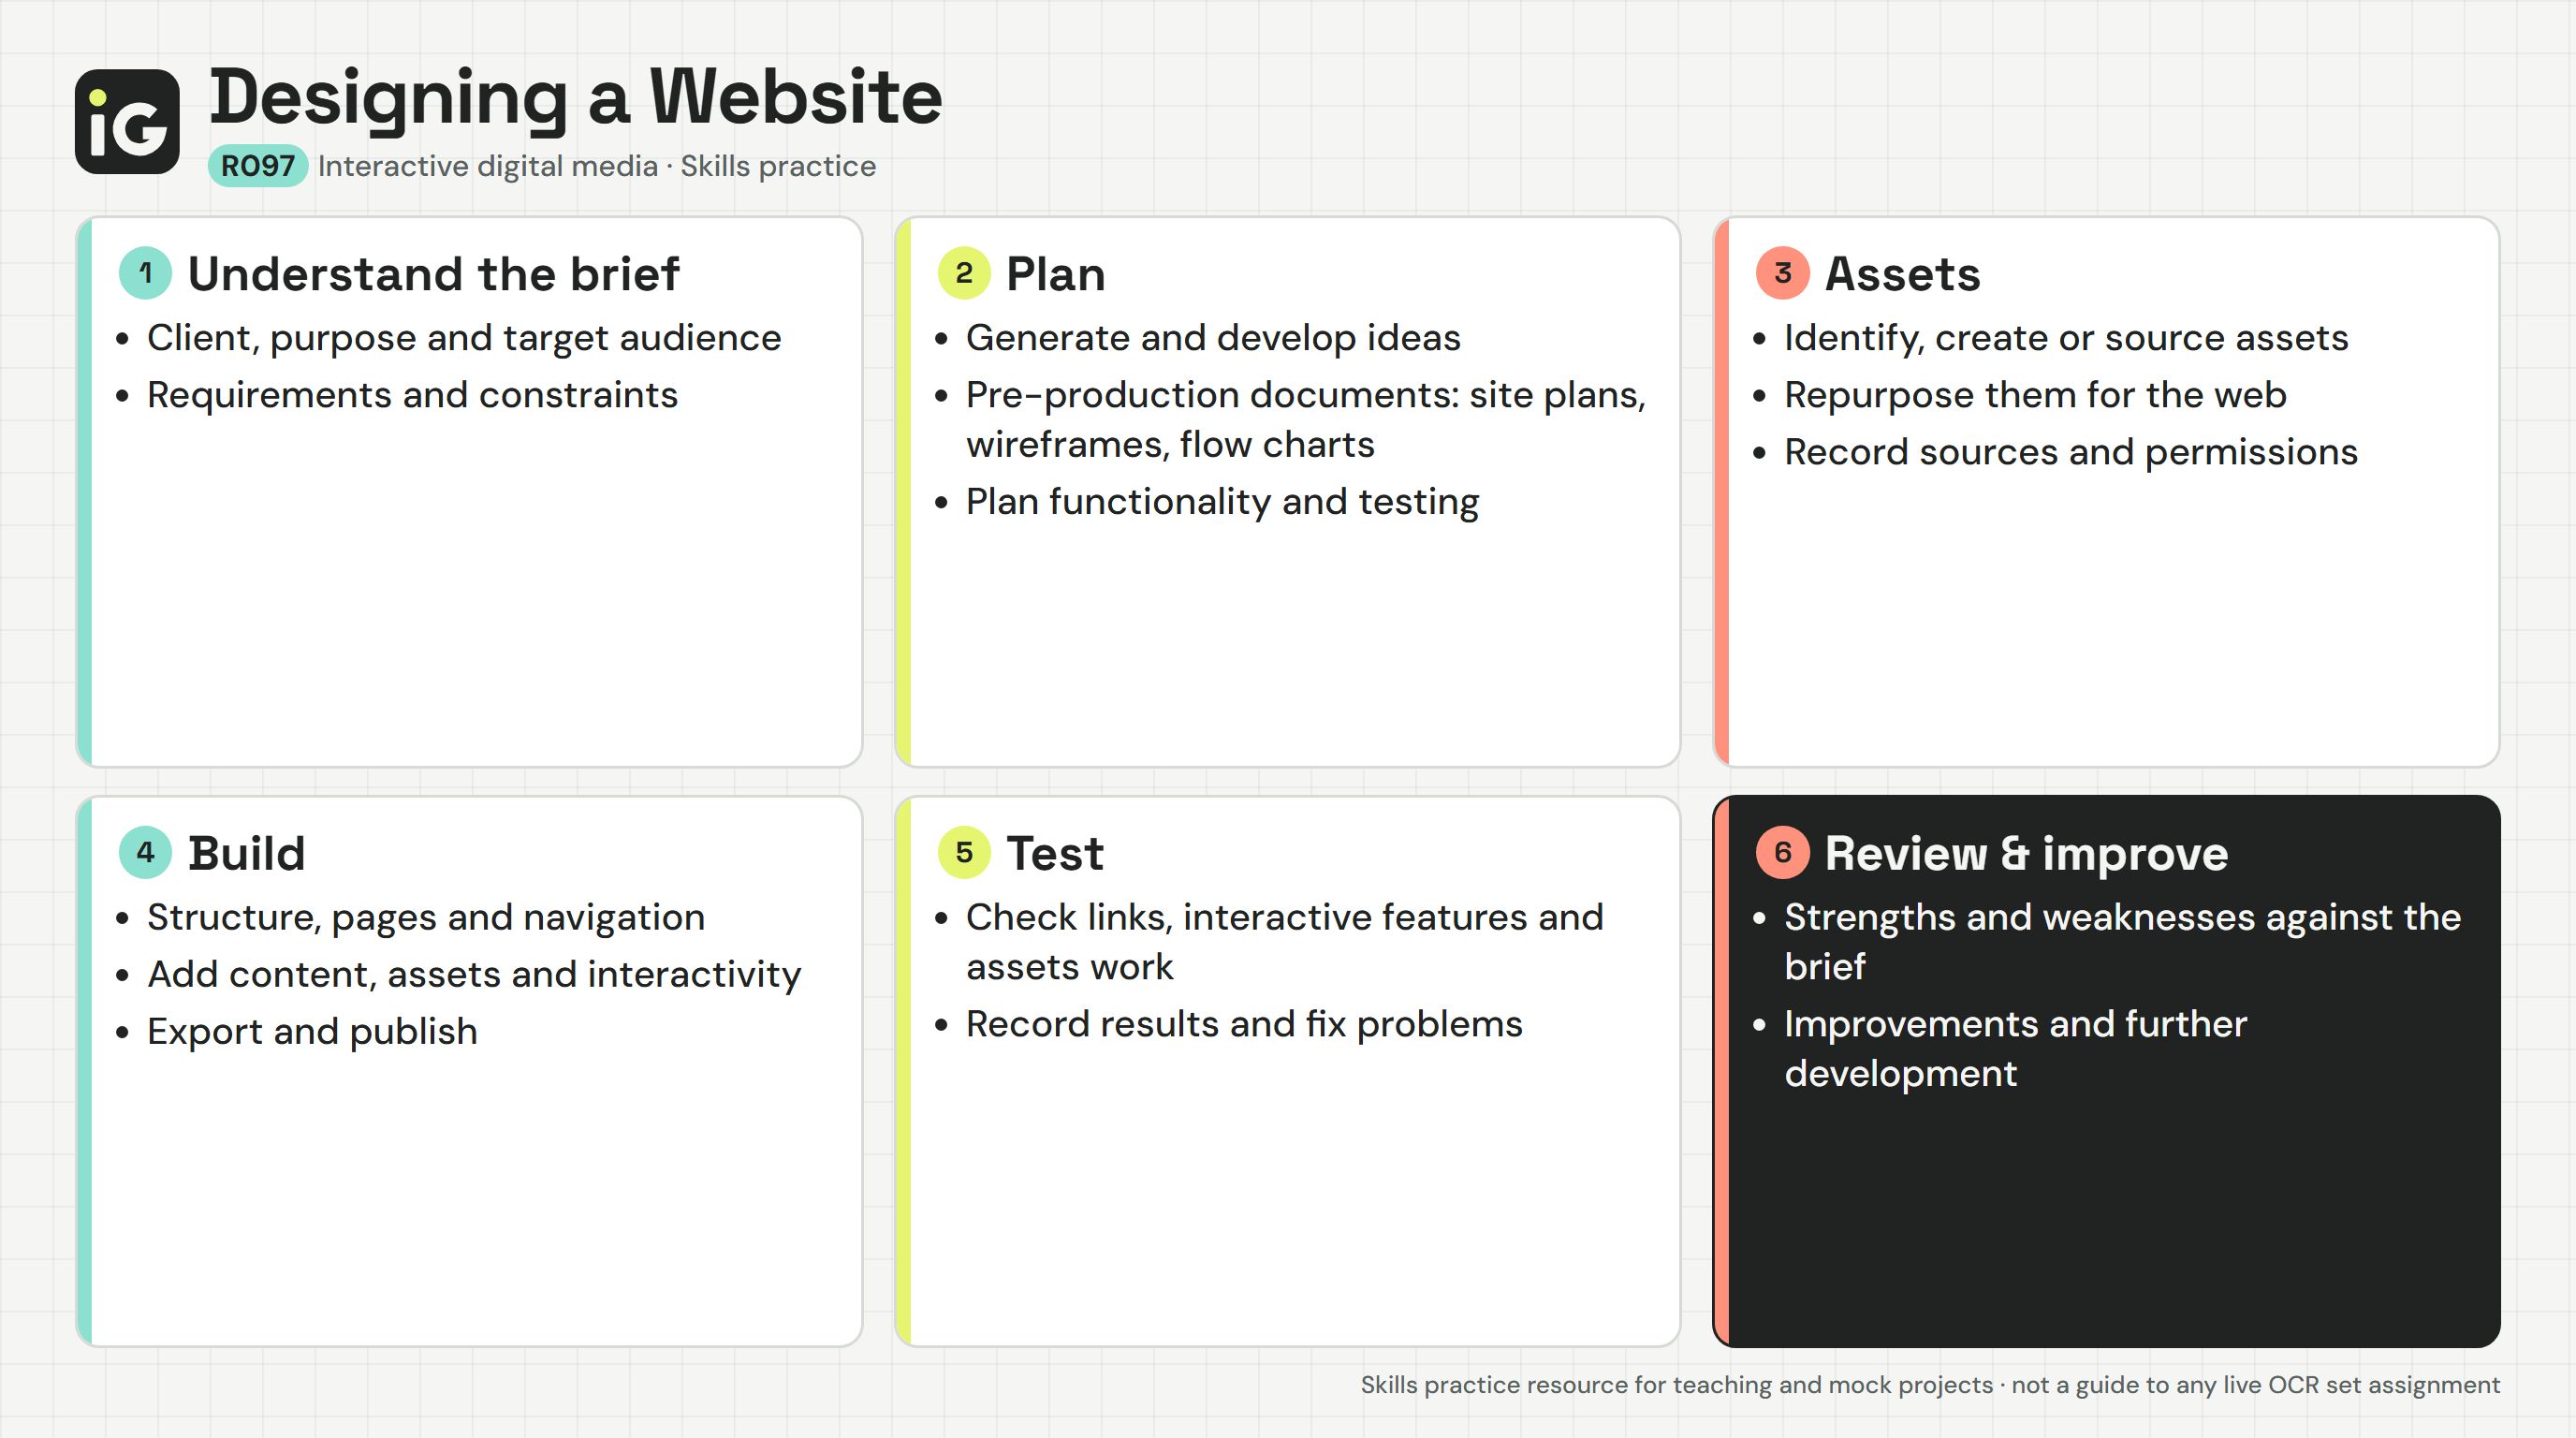 iG
Designing a Website
R097 Interactive digital media · Skills practice
1 Understand the brief
• Client, purpose and target audience
• Requirements and constraints
2 Plan
• Generate and develop ideas
• Pre-production documents: site plans,
wireframes, flow charts
• Plan functionality and testing
3 Assets
• Identify, create or source assets
• Repurpose them for the web
• Record sources and permissions
4 Build
• Structure, pages and navigation
• Add content, assets and interactivity
• Export and publish
5 Test
• Check links, interactive features and
assets work
• Record results and fix problems
6 Review & improve
• Strengths and weaknesses against the
brief
• Improvements and further
development
Skills practice resource for teaching and mock projects · not a guide to any live OCR set assignment